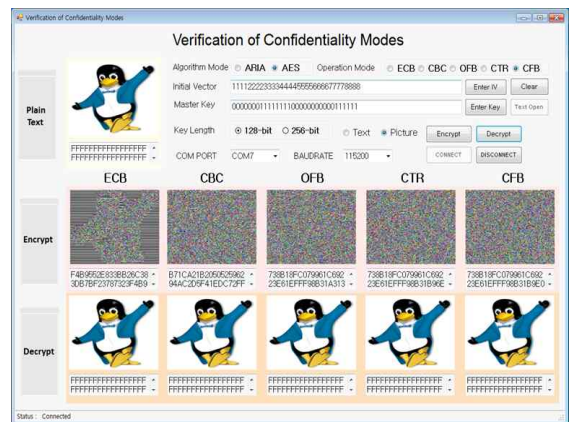 Verification of Confidentiality Modes
Verification of Confidentiality Modes
Algorithm Mode ARIA AES Operation Mode ECB CBC OFB CTR CFB
Initial Vector 11112222333344445555666677778888 Enter IV Clear
Master Key Enter Key Text Open
Plain Text
Key Length 128-bit 256-bit Text Picture Encrypt Decrypt
FFFFFFFFFFFFFFFF
FFFFFFFFFFFFFFFF
COM PORT COM7 BAUDRATE 115200 CONNECT DISCONNECT
ECB CBC OFB CTR CFB
Encrypt
F4B9552E833BB26C38 B71CA21B2050525962 738B18FC079961C692 738B18FC079961C692 738B18FC079961C692
3DB7BF23787323F4B9 94AC2D5F41EDC72FF 23E61EFFF98B31A313 23E61EFFF98B31B96E 23E61EFFF98B31B9E0
Decrypt
FFFFFFFFFFFFFFFF FFFFFFFFFFFFFFFF FFFFFFFFFFFFFFFF FFFFFFFFFFFFFFFF FFFFFFFFFFFFFFFF
FFFFFFFFFFFFFFFF FFFFFFFFFFFFFFFF FFFFFFFFFFFFFFFF FFFFFFFFFFFFFFFF FFFFFFFFFFFFFFFF
Status : Connected